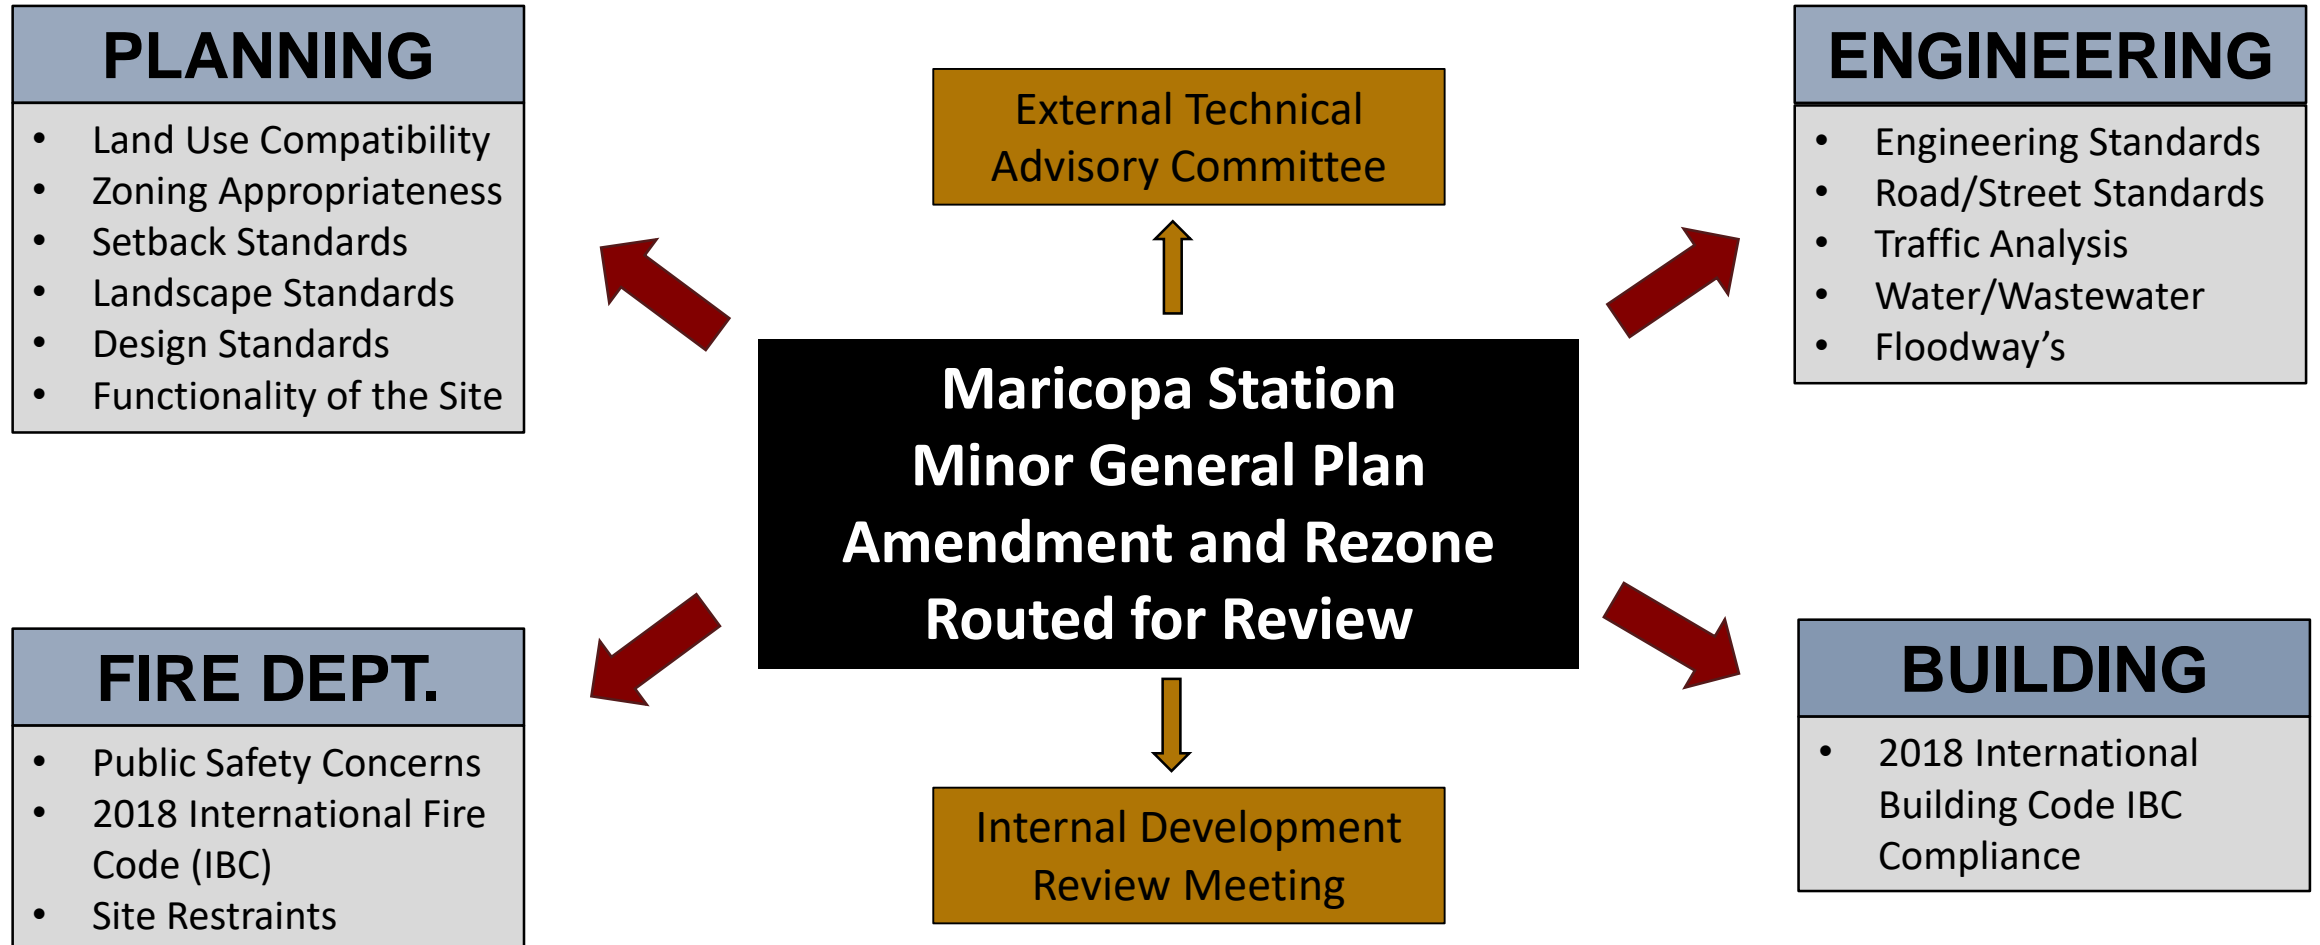 PLANNING
• Land Use Compatibility
• Zoning Appropriateness
• Setback Standards
• Landscape Standards
• Design Standards
• Functionality of the Site
External Technical
Advisory Committee
ENGINEERING
• Engineering Standards
• Road/Street Standards
• Traffic Analysis
• Water/Wastewater
• Floodway’s
Maricopa Station
Minor General Plan
Amendment and Rezone
Routed for Review
FIRE DEPT.
• Public Safety Concerns
• 2018 International Fire
Code (IBC)
• Site Restraints
Internal Development
Review Meeting
BUILDING
• 2018 International
Building Code IBC
Compliance